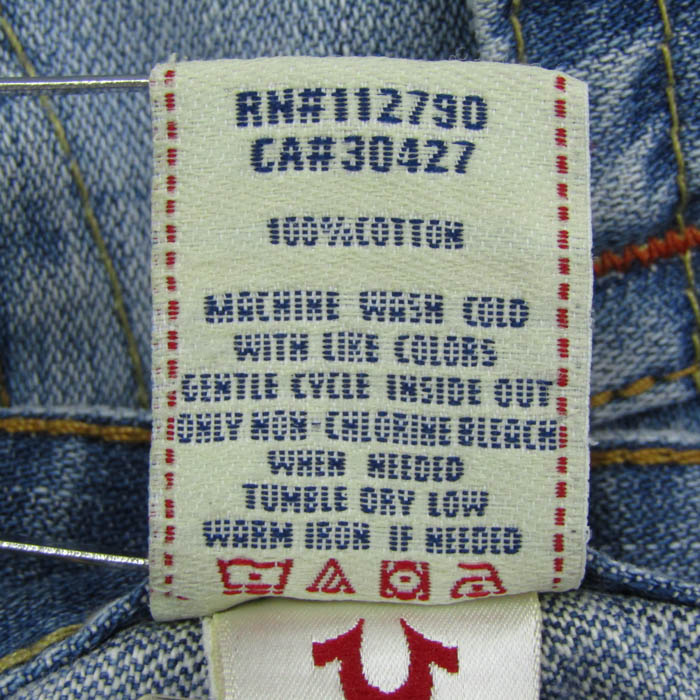 RN#112790
CA#30427
100%COTTON
MACHINE WASH COLD
WITH LIKE COLORS
GENTLE CYCLE INSIDE OUT
ONLY NON-CHLORINE BLEACH
WHEN NEEDED
TUMBLE DRY LOW
WARM IRON IF NEEDED